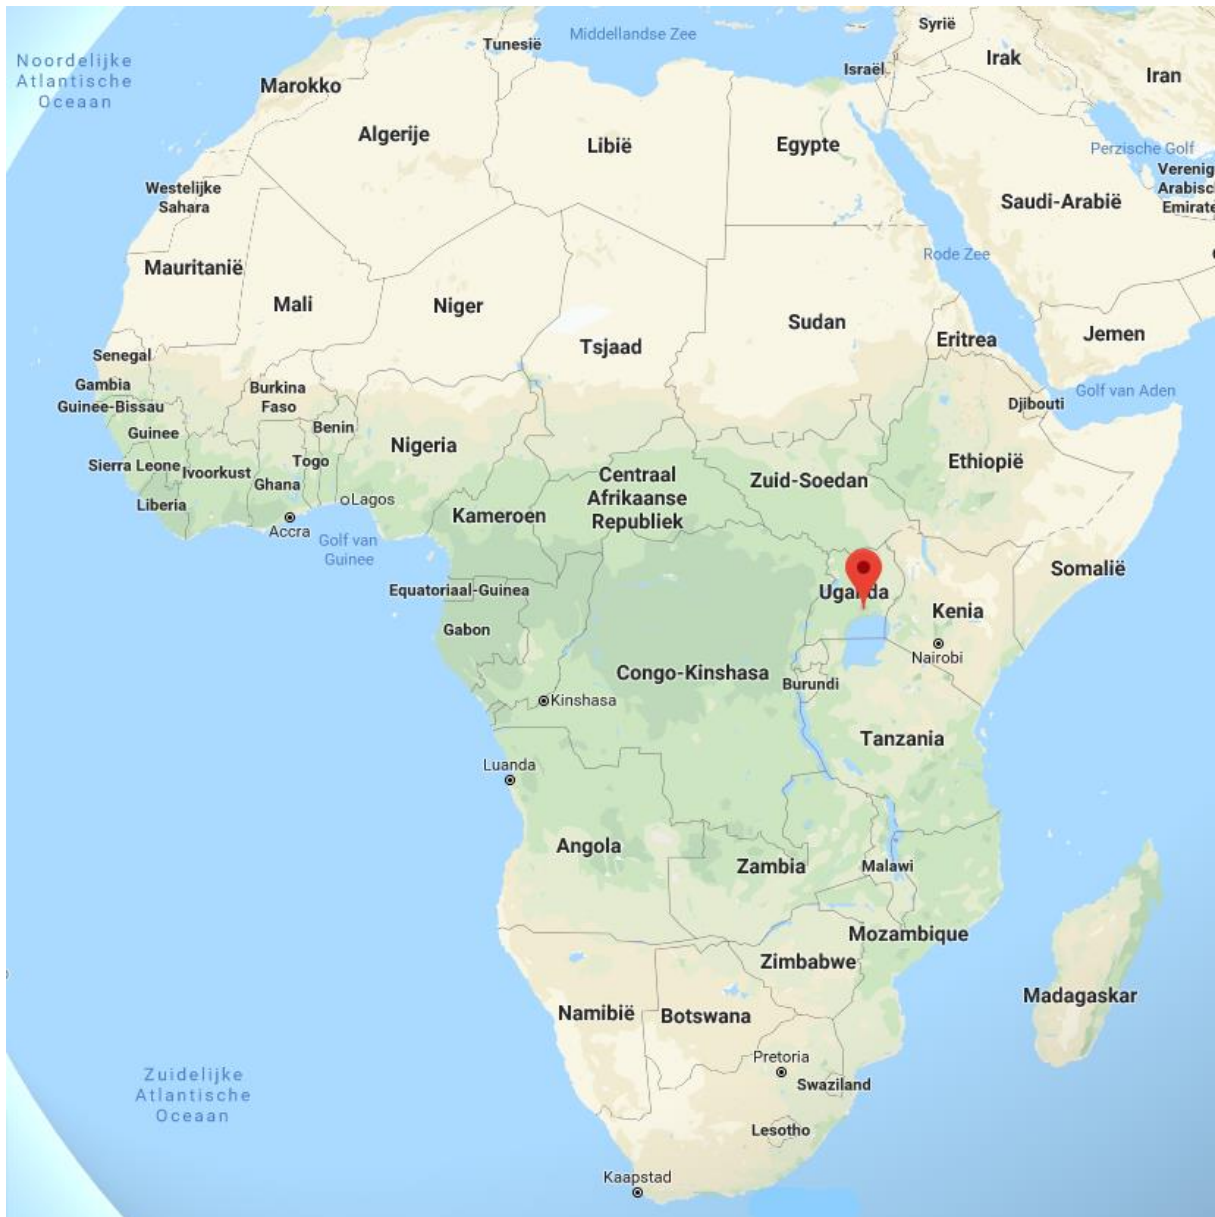 Noordelijke
Atlantische
Oceaan
Middellandse Zee
Tunesië
Syrië
Irak
Iran
Israël
Marokko
Algerije
Libië
Egypte
Perzische Golf
Verenig
Arabisc
Emirate
Saudi-Arabië
Westelijke
Sahara
Rode Zee
Mauritanië
Mali
Niger
Tsjaad
Sudan
Eritrea
Jemen
Senegal
Gambia
Guinee-Bissau
Guinee
Burkina
Faso
Benin
Nigeria
Djibouti
Golf van Aden
Sierra Leone
Ivoorkust
Togo
Ghana
Lagos
Liberia
Accra
Golf van
Guinee
Kameroen
Centraal
Afrikaanse
Republiek
Zuid-Soedan
Ethiopië
Somalië
Equatoriaal-Guinea
Gabon
Uganda
Kenia
Nairobi
Congo-Kinshasa
Burundi
Kinshasa
Tanzania
Luanda
Angola
Zambia
Malawi
Mozambique
Zimbabwe
Madagaskar
Namibië
Botswana
Pretoria
Swaziland
Lesotho
Kaapstad
Zuidelijke
Atlantische
Oceaan